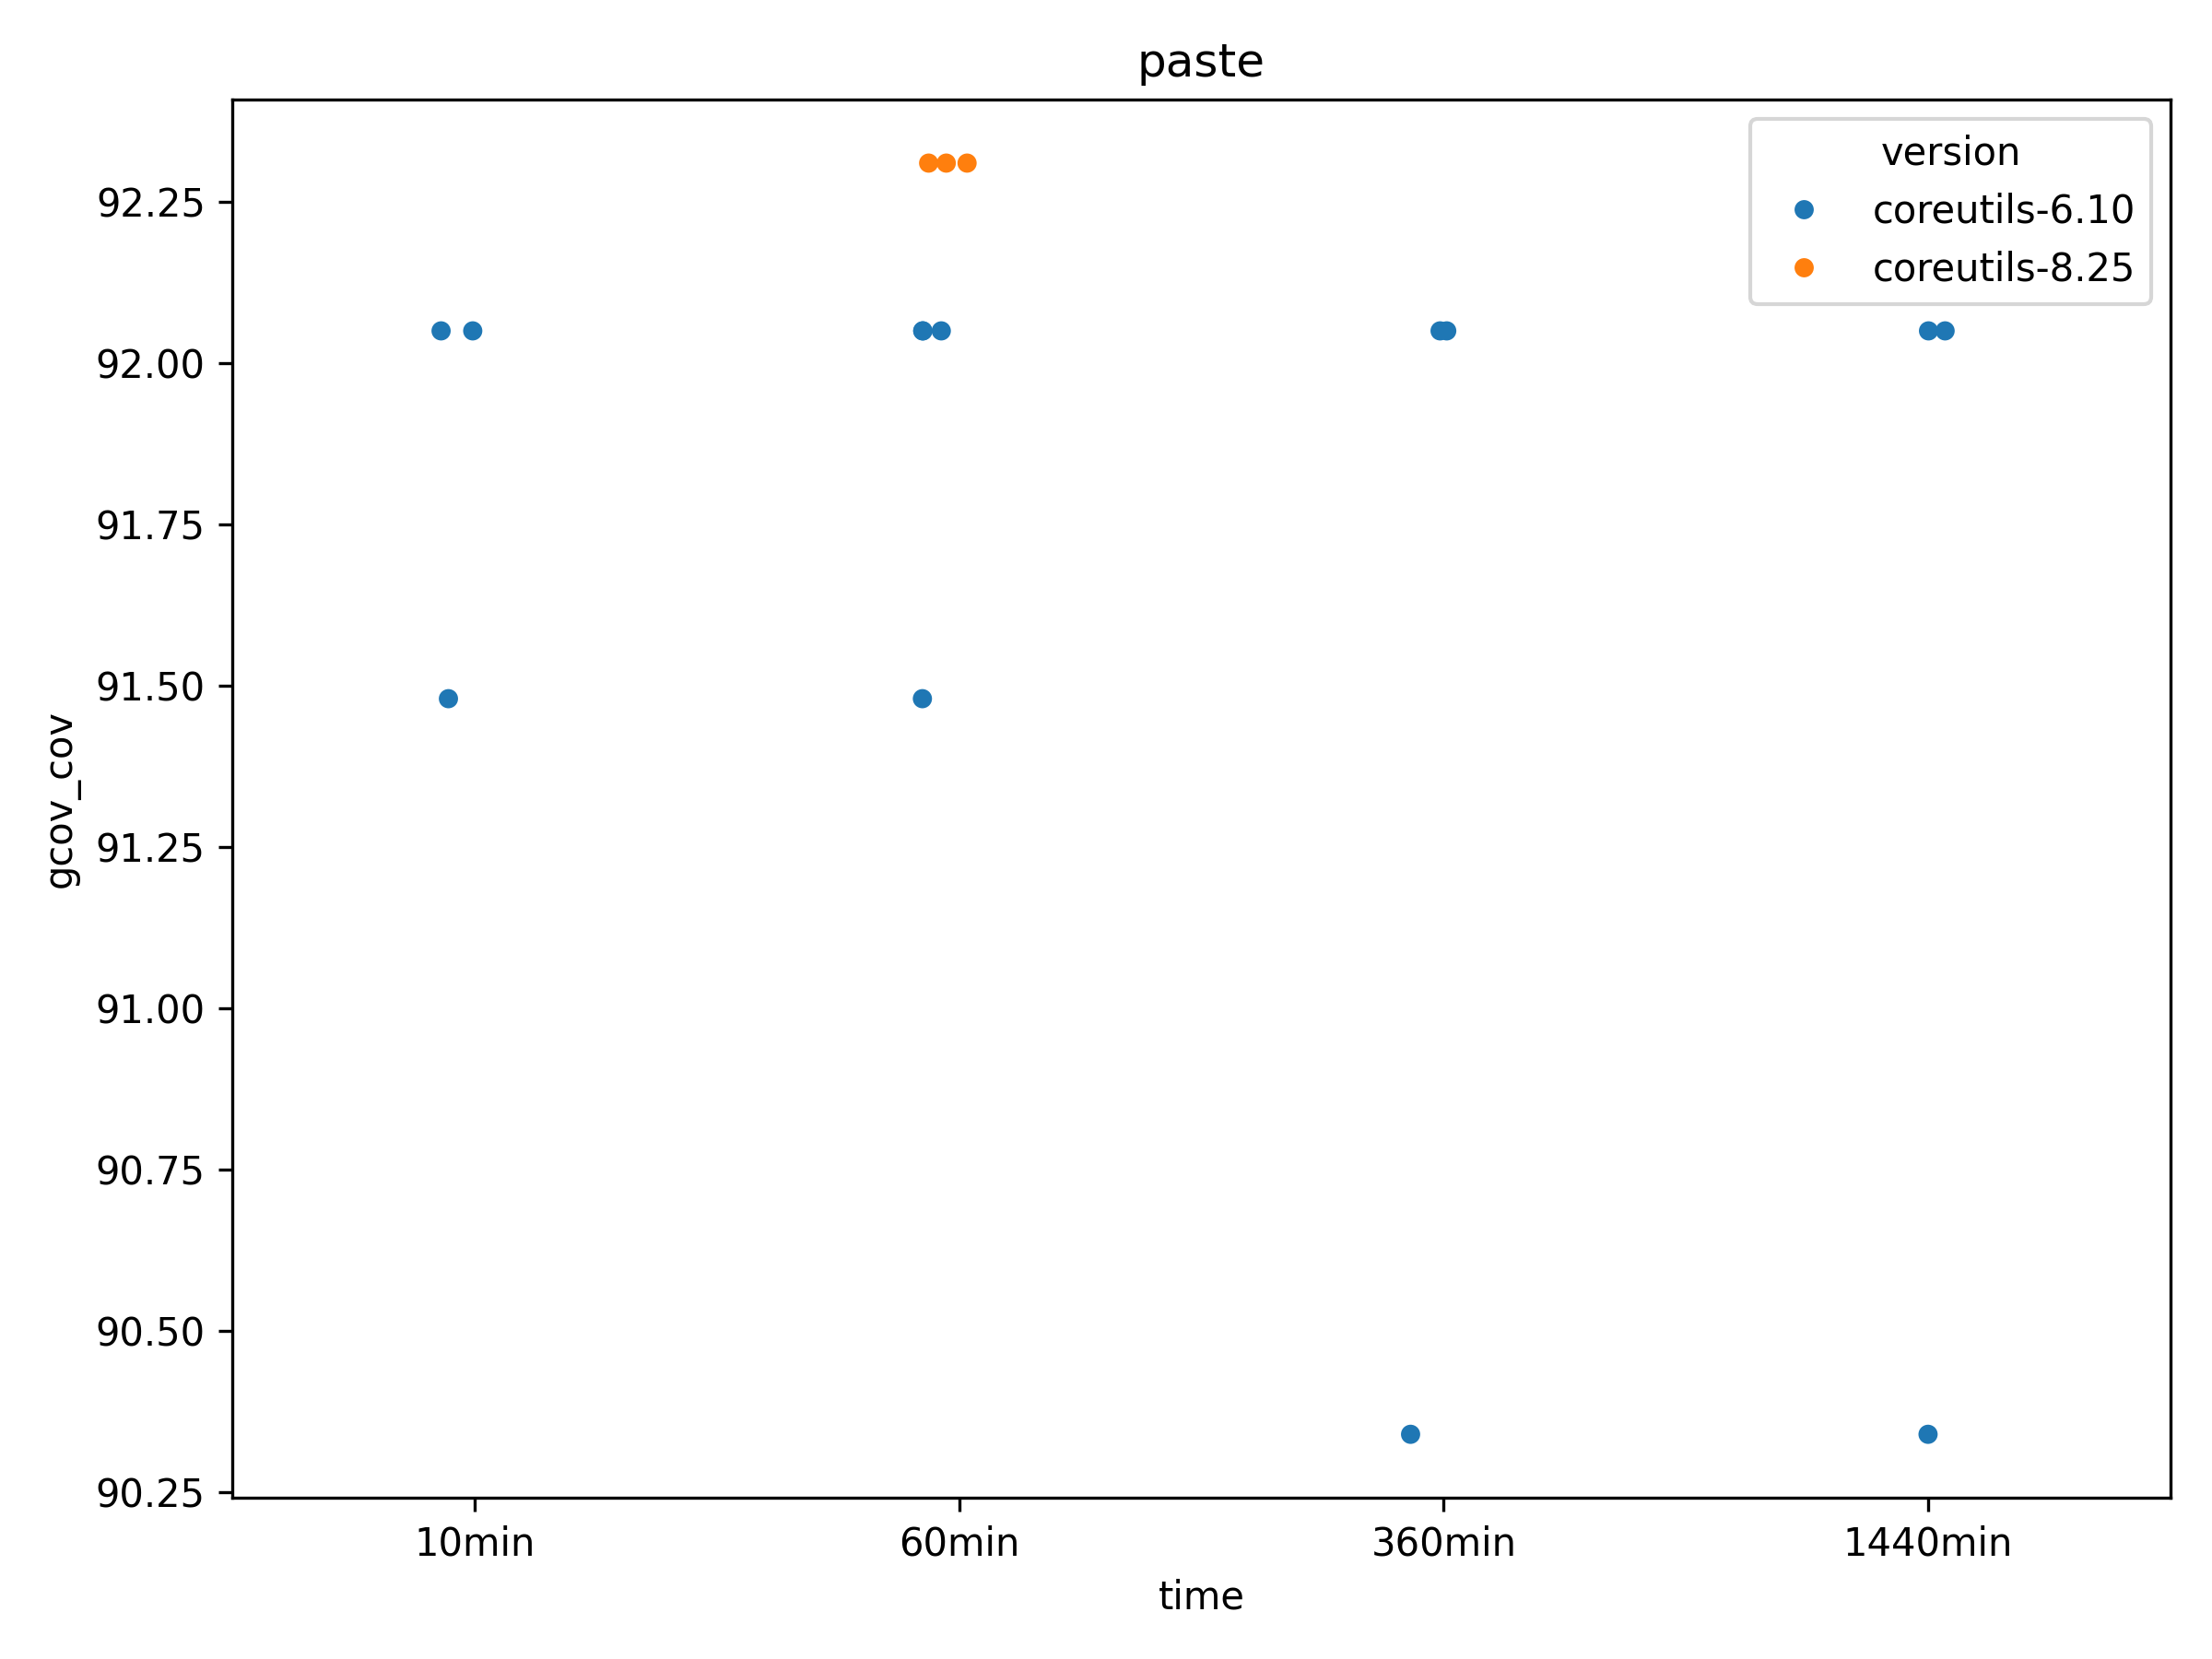 paste
version
coreutils-6.10
coreutils-8.25
92.25
92.00
91.75
91.50
91.25
91.00
90.75
90.50
90.25
gcov_cov
10min
60min
360min
1440min
time